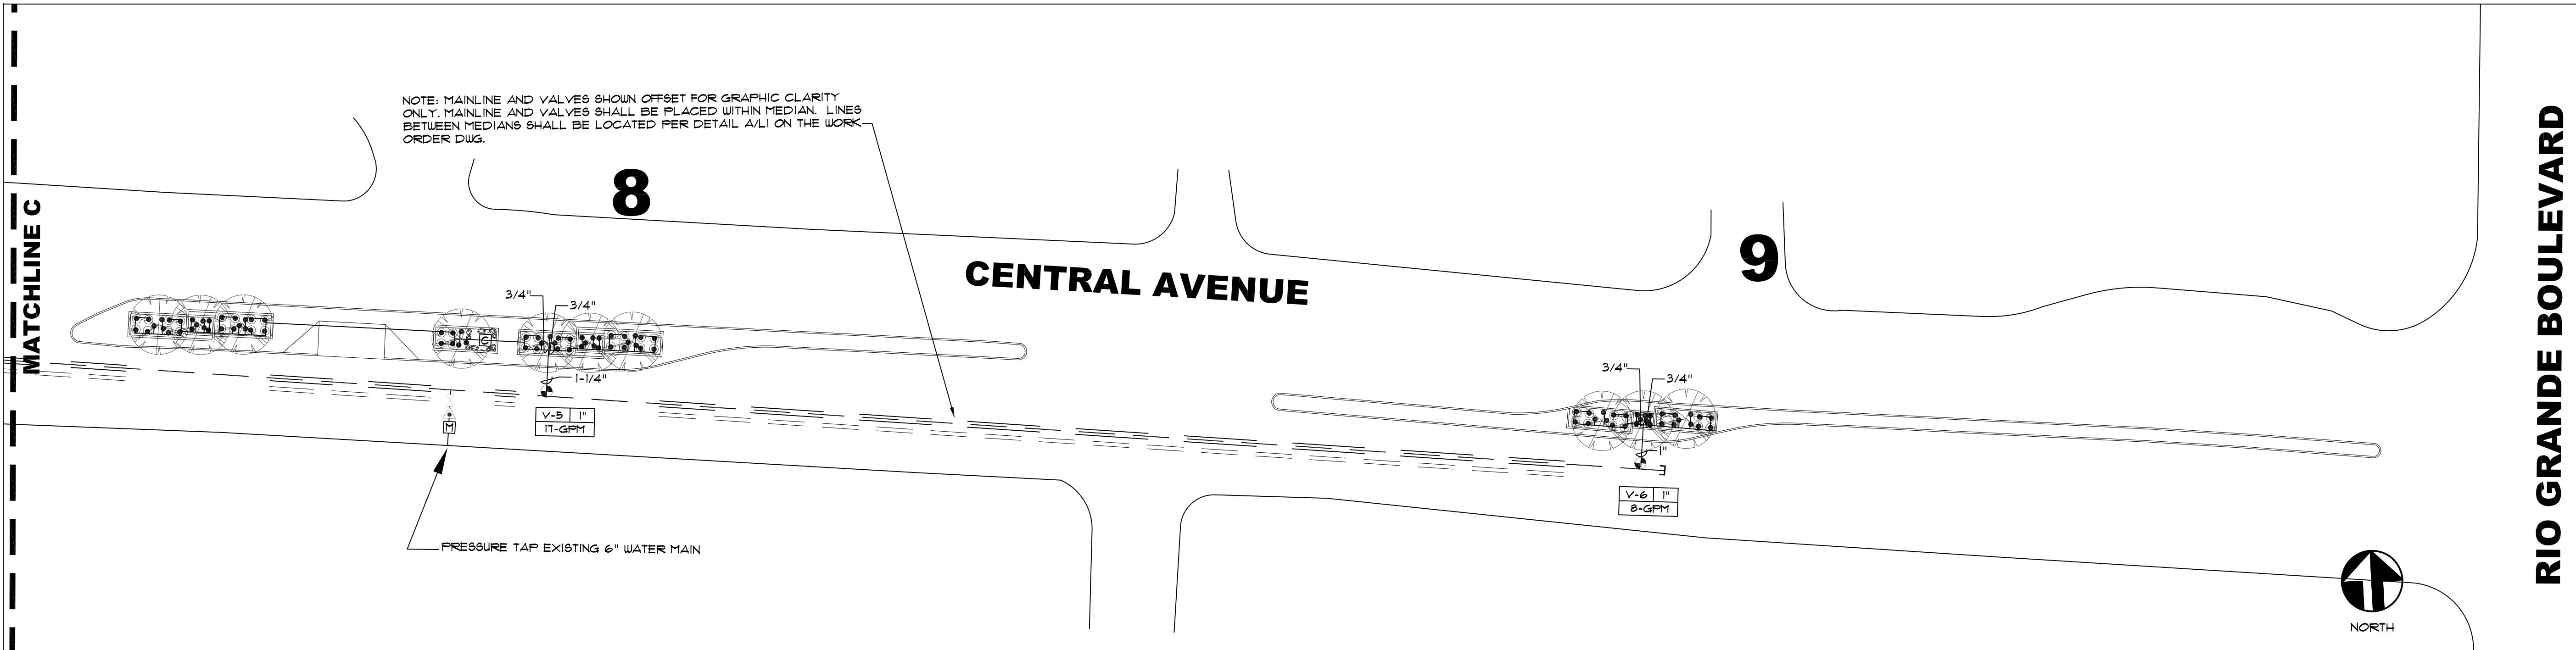 NOTE: MAINLINE AND VALVES SHOWN OFFSET FOR GRAPHIC CLARITY
ONLY. MAINLINE AND VALVES SHALL BE PLACED WITHIN MEDIAN. LINES
BETWEEN MEDIANS SHALL BE LOCATED PER DETAIL A/L1 ON THE WORK
ORDER DWG.
8
9
MATCHLINE C
CENTRAL AVENUE
RIO GRANDE BOULEVARD
3/4"
3/4"
C
1-1/4"
V-5 1"
17-GPM
M
3/4"
3/4"
1"
V-6 1"
8-GPM
PRESSURE TAP EXISTING 6" WATER MAIN
NORTH